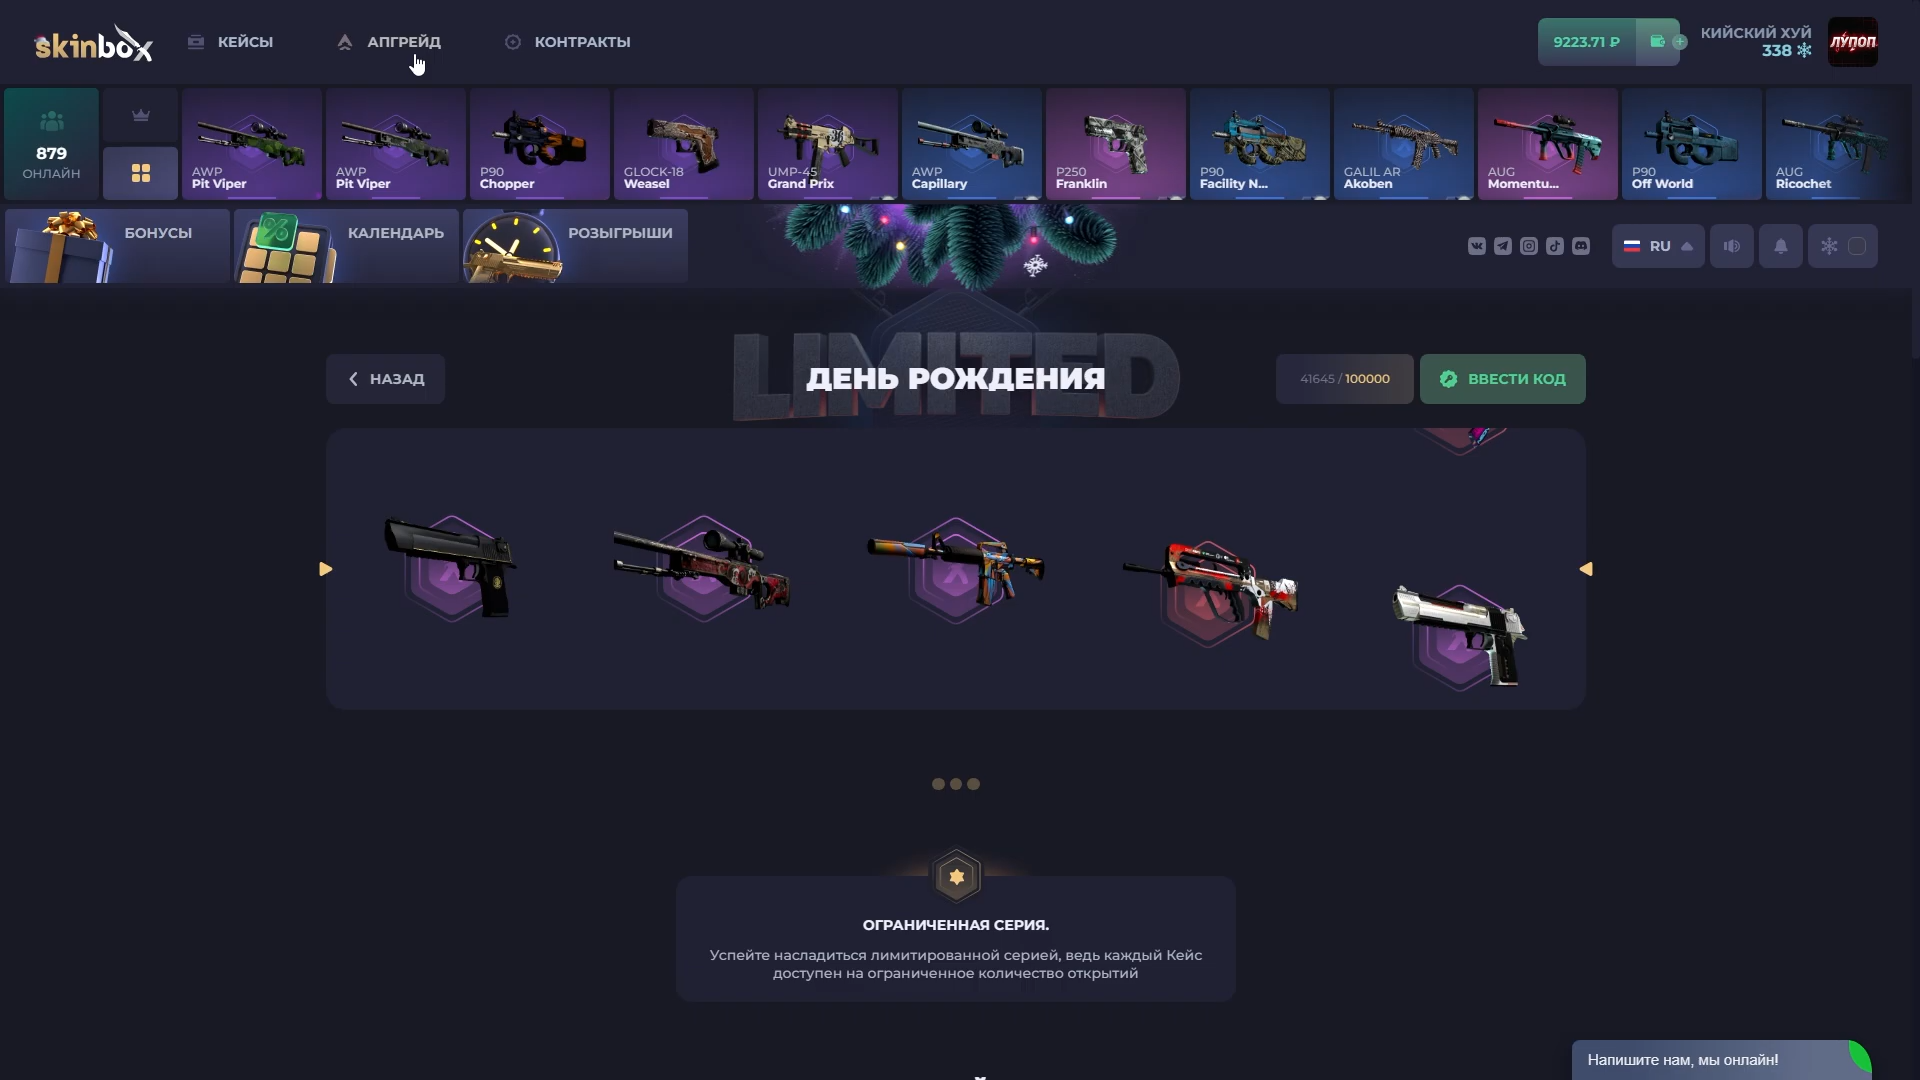 skinbox
КЕЙСЫ
АПГРЕЙД
КОНТРАКТЫ
9223.71 ₽
КИЙСКИЙ ХУЙ
338
ЛУПОП
879
ОНЛАЙН
AWP
Pit Viper
AWP
Pit Viper
P90
Chopper
GLOCK-18
Weasel
UMP-45
Grand Prix
AWP
Capillary
P250
Franklin
P90
Facility N...
GALIL AR
Akoben
AUG
Momentu...
P90
Off World
AUG
Ricochet
БОНУСЫ
КАЛЕНДАРЬ
РОЗЫГРЫШИ
RU
НАЗАД
LIMITED
ДЕНЬ РОЖДЕНИЯ
41645 / 100000
ВВЕСТИ КОД
ОГРАНИЧЕННАЯ СЕРИЯ.
Успейте насладиться лимитированной серией, ведь каждый Кейс
доступен на ограниченное количество открытий
Напишите нам, мы онлайн!